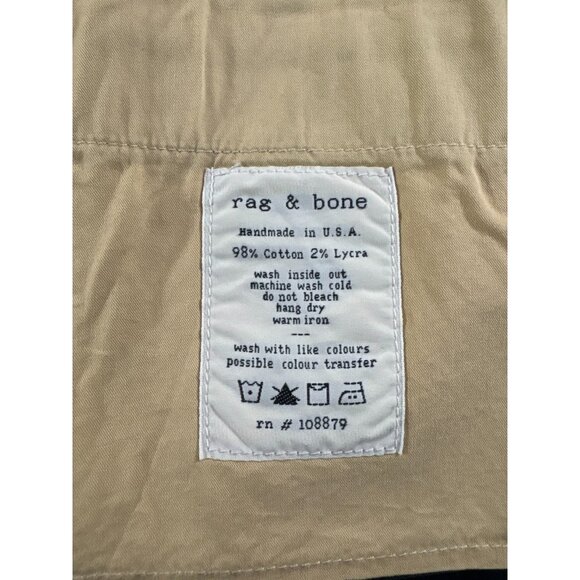 rag & bone
Handmade in U.S.A.
98% Cotton 2% Lycra
wash inside out
machine wash cold
do not bleach
hang dry
warm iron
---
wash with like colours
possible colour transfer
rn # 108879